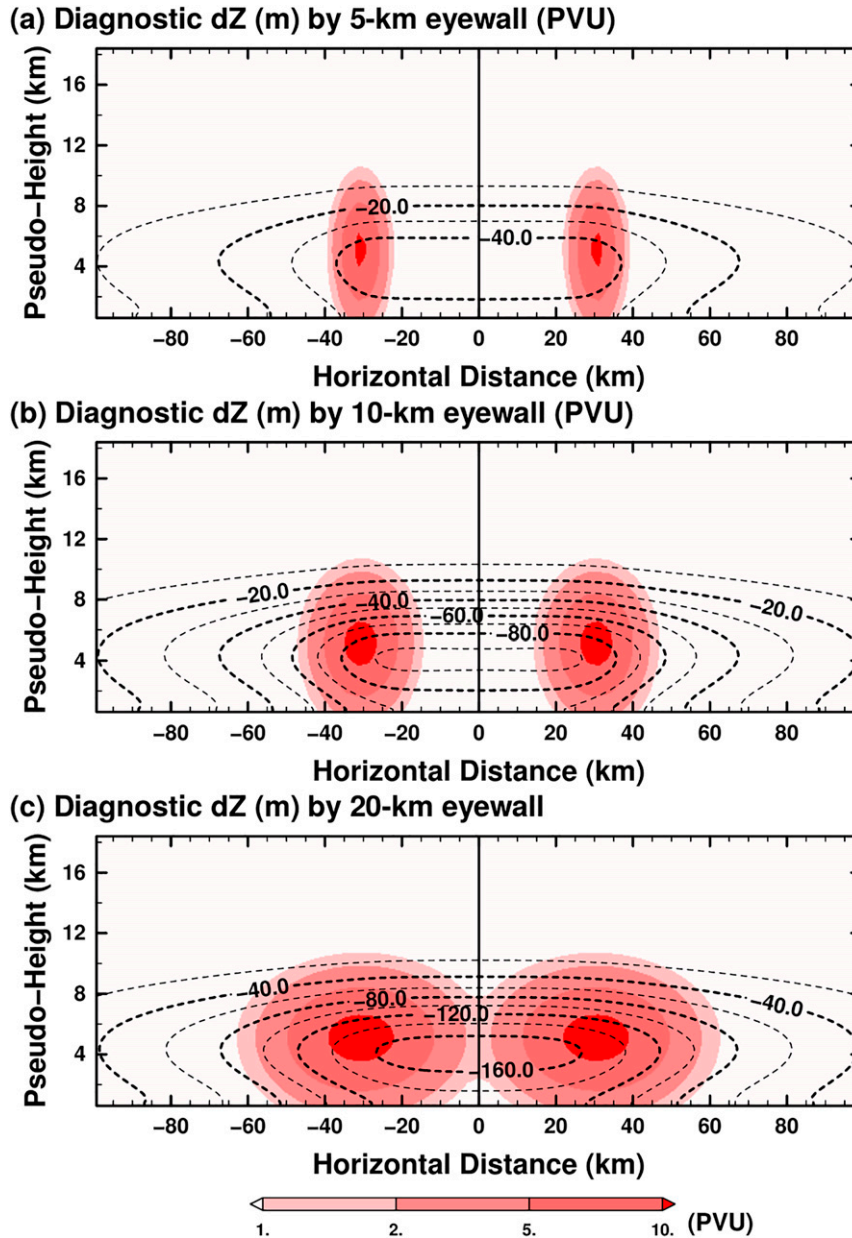 (a) Diagnostic dZ (m) by 5-km eyewall (PVU)
Pseudo-Height (km)
16
12
8
4
-20.0
-40.0
-80 -60 -40 -20 0 20 40 60 80
Horizontal Distance (km)
(b) Diagnostic dZ (m) by 10-km eyewall (PVU)
Pseudo-Height (km)
16
12
8
4
-20.0
-40.0
-60.0
-80.0
-20.0
-80 -60 -40 -20 0 20 40 60 80
Horizontal Distance (km)
(c) Diagnostic dZ (m) by 20-km eyewall
Pseudo-Height (km)
16
12
8
4
-40.0
-80.0
-120.0
-160.0
-40.0
-80 -60 -40 -20 0 20 40 60 80
Horizontal Distance (km)
1. 2. 5. 10. (PVU)